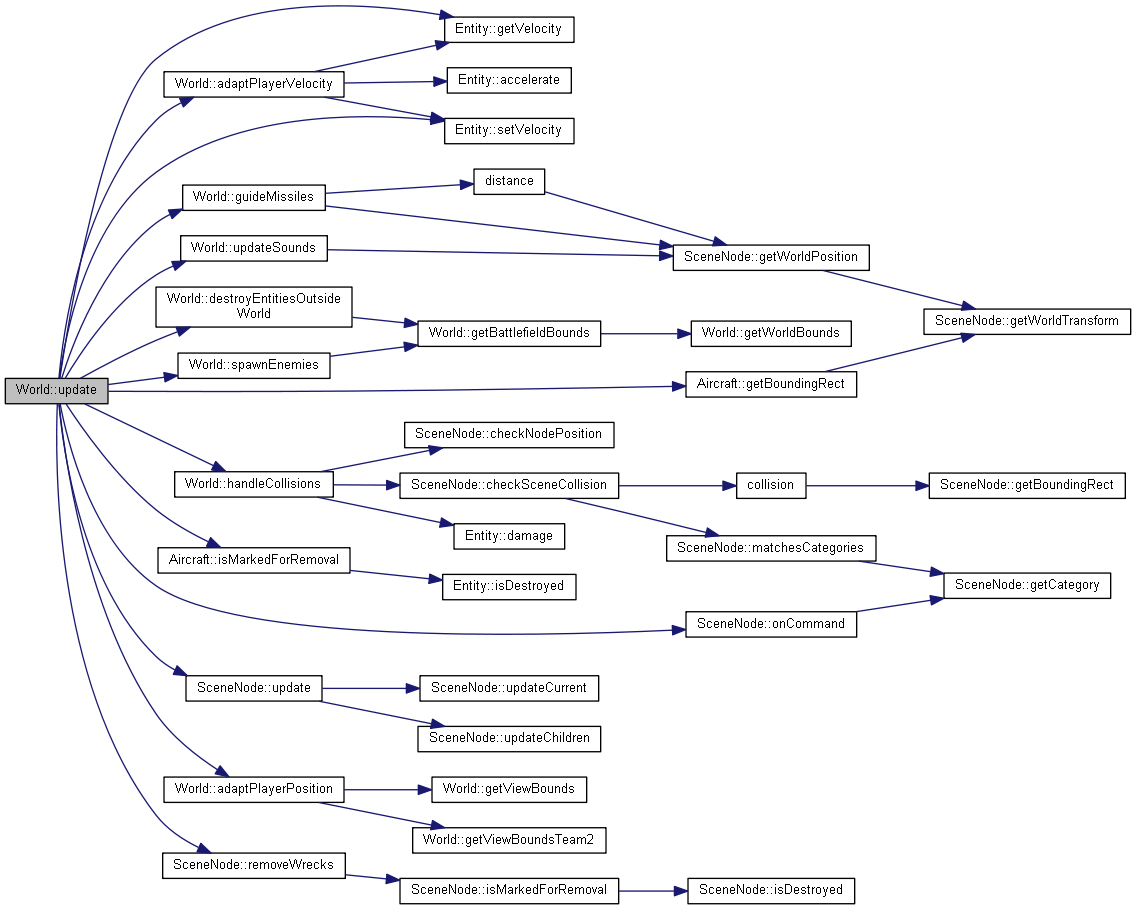 Entity::getVelocity
World::adaptPlayerVelocity
Entity::accelerate
Entity::setVelocity
distance
World::guideMissiles
World::updateSounds
SceneNode::getWorldPosition
World::destroyEntitiesOutside
World
SceneNode::getWorldTransform
World::getBattlefieldBounds
World::getWorldBounds
World::spawnEnemies
World::update
Aircraft::getBoundingRect
SceneNode::checkNodePosition
World::handleCollisions
SceneNode::checkSceneCollision
collision
SceneNode::getBoundingRect
Entity::damage
SceneNode::matchesCategories
Aircraft::isMarkedForRemoval
Entity::isDestroyed
SceneNode::getCategory
SceneNode::onCommand
SceneNode::update
SceneNode::updateCurrent
SceneNode::updateChildren
World::adaptPlayerPosition
World::getViewBounds
World::getViewBoundsTeam2
SceneNode::removeWrecks
SceneNode::isMarkedForRemoval
SceneNode::isDestroyed